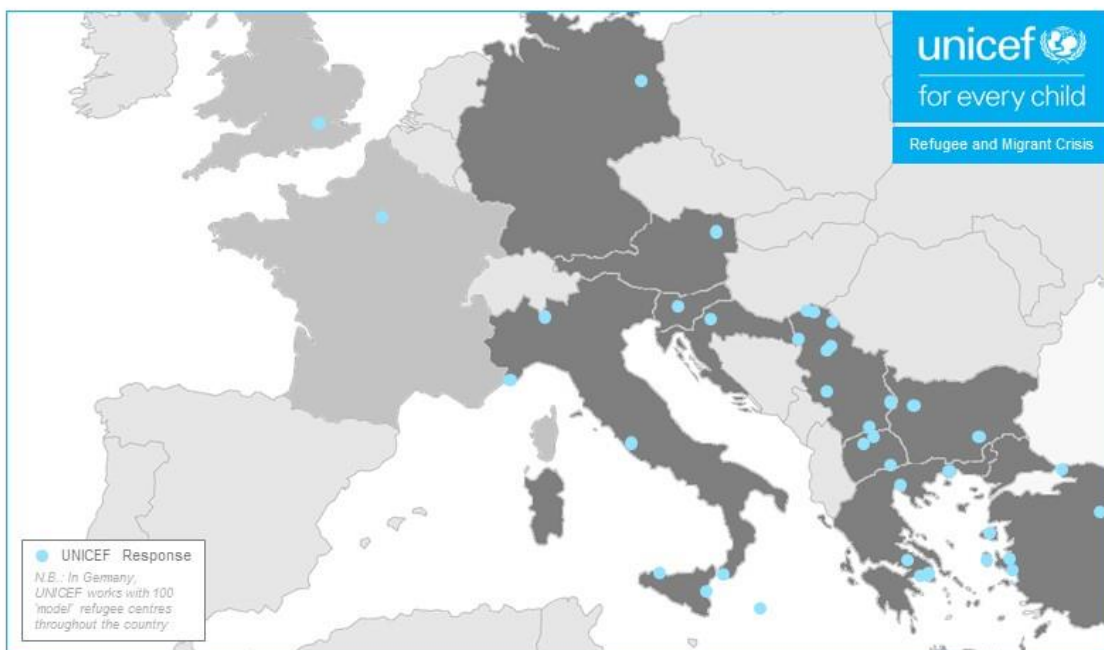 unicef
for every child
Refugee and Migrant Crisis
UNICEF Response
N.B.: In Germany,
UNICEF works with 100
'model' refugee centres
throughout the country